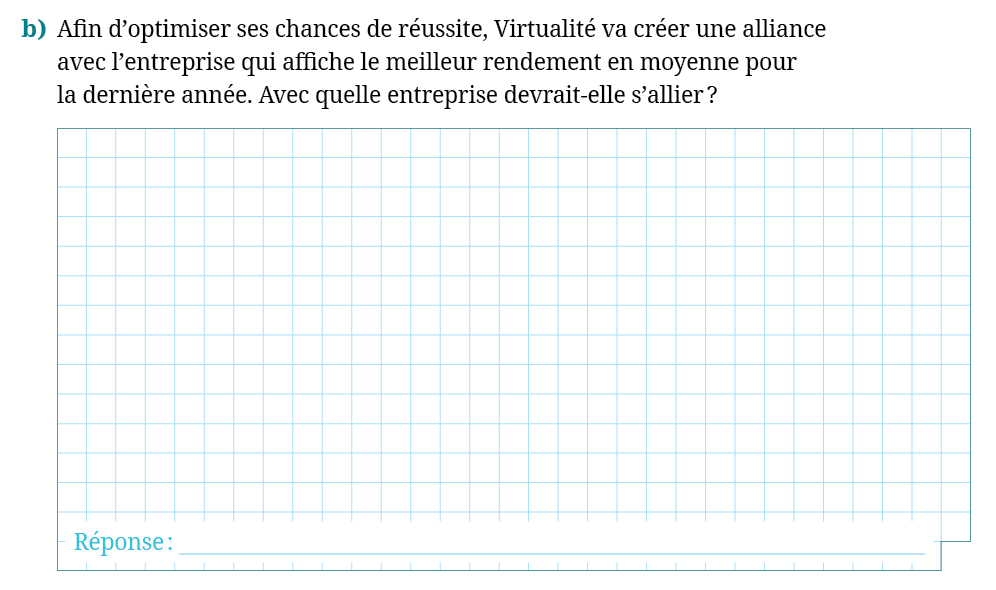 b) Afin d’optimiser ses chances de réussite, Virtualité va créer une alliance
avec l’entreprise qui affiche le meilleur rendement en moyenne pour
la dernière année. Avec quelle entreprise devrait-elle s’allier ?
Réponse :